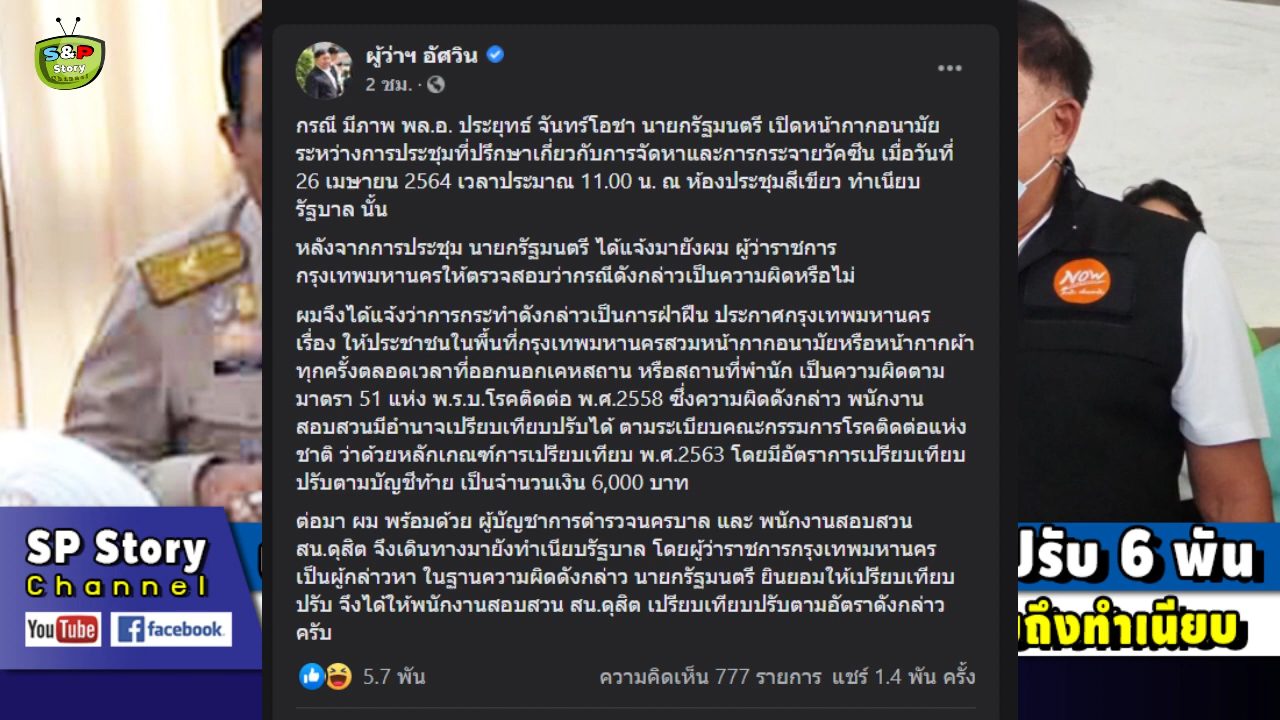 S&P
Story
Channel
ผู้ว่าฯ อัศวิน
2 ชม. ·
กรณี มีภาพ พล.อ. ประยุทธ์ จันทร์โอชา นายกรัฐมนตรี เปิดหน้ากากอนามัย
ระหว่างการประชุมที่ปรึกษาเกี่ยวกับการจัดหาและการกระจายวัคซีน เมื่อวันที่
26 เมษายน 2564 เวลาประมาณ 11.00 น. ณ ห้องประชุมสีเขียว ทำเนียบ
รัฐบาล นั้น
หลังจากการประชุม นายกรัฐมนตรี ได้แจ้งมายังผม ผู้ว่าราชการ
กรุงเทพมหานครให้ตรวจสอบว่ากรณีดังกล่าวเป็นความผิดหรือไม่
ผมจึงได้แจ้งว่าการกระทำดังกล่าวเป็นการฝ่าฝืน ประกาศกรุงเทพมหานคร
เรื่อง ให้ประชาชนในพื้นที่กรุงเทพมหานครสวมหน้ากากอนามัยหรือหน้ากากผ้า
ทุกครั้งตลอดเวลาที่ออกนอกเคหสถาน หรือสถานที่พำนัก เป็นความผิดตาม
มาตรา 51 แห่ง พ.ร.บ.โรคติดต่อ พ.ศ.2558 ซึ่งความผิดดังกล่าว พนักงาน
สอบสวนมีอำนาจเปรียบเทียบปรับได้ ตามระเบียบคณะกรรมการโรคติดต่อแห่ง
ชาติ ว่าด้วยหลักเกณฑ์การเปรียบเทียบ พ.ศ.2563 โดยมีอัตราการเปรียบเทียบ
ปรับตามบัญชีท้าย เป็นจำนวนเงิน 6,000 บาท
ต่อมา ผม พร้อมด้วย ผู้บัญชาการตำรวจนครบาล และ พนักงานสอบสวน
สน.ดุสิต จึงเดินทางมายังทำเนียบรัฐบาล โดยผู้ว่าราชการกรุงเทพมหานคร
เป็นผู้กล่าวหา ในฐานความผิดดังกล่าว นายกรัฐมนตรี ยินยอมให้เปรียบเทียบ
ปรับ จึงได้ให้พนักงานสอบสวน สน.ดุสิต เปรียบเทียบปรับตามอัตราดังกล่าว
ครับ
5.7 พัน ความคิดเห็น 777 รายการ แชร์ 1.4 พัน ครั้ง
NOW
SP Story
Channel
YouTube facebook
ปรับ 6 พัน
ถึงทำเนียบ